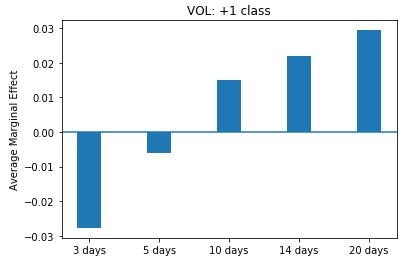 VOL: +1 class
Average Marginal Effect
0.03
0.02
0.01
0.00
−0.01
−0.02
−0.03
3 days
5 days
10 days
14 days
20 days